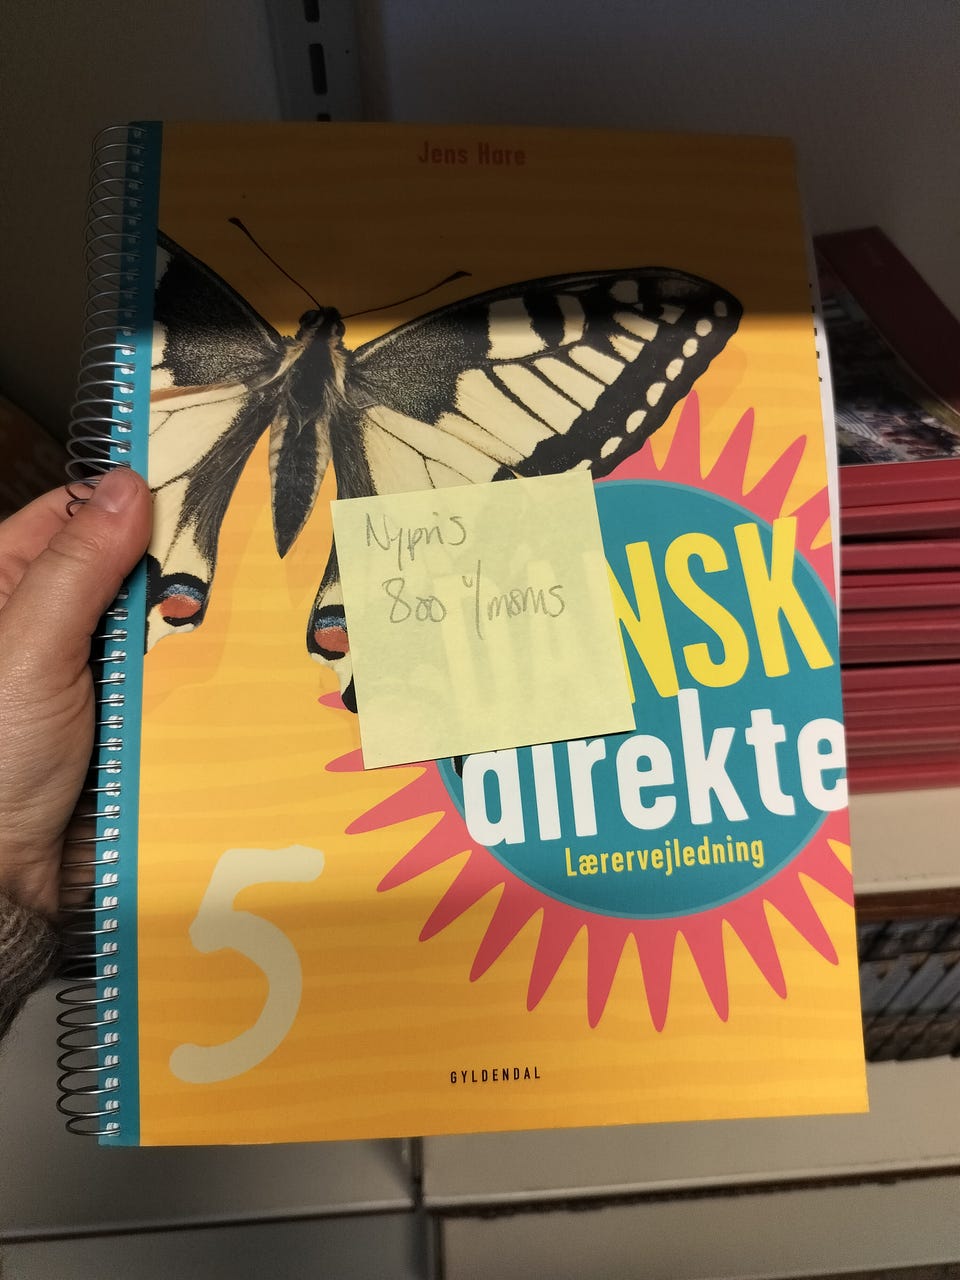 Jens Hare
Nypris
800 u/moms
NSK
direkte
Lærervejledning
5
GYLDENDAL